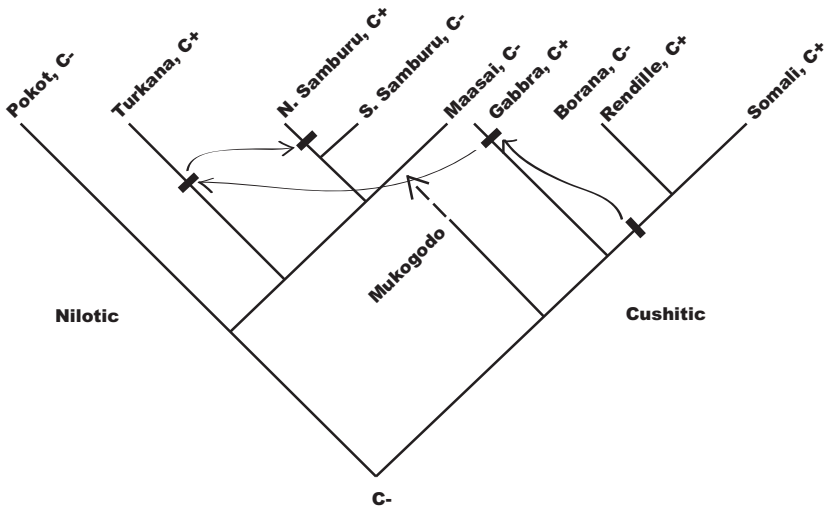 Pokot, C-
Turkana, C+
N. Samburu, C+
S. Samburu, C-
Maasai, C-
Gabbra, C+
Borana, C-
Rendille, C+
Somali, C+
Mukogodo
Nilotic
Cushitic
C-